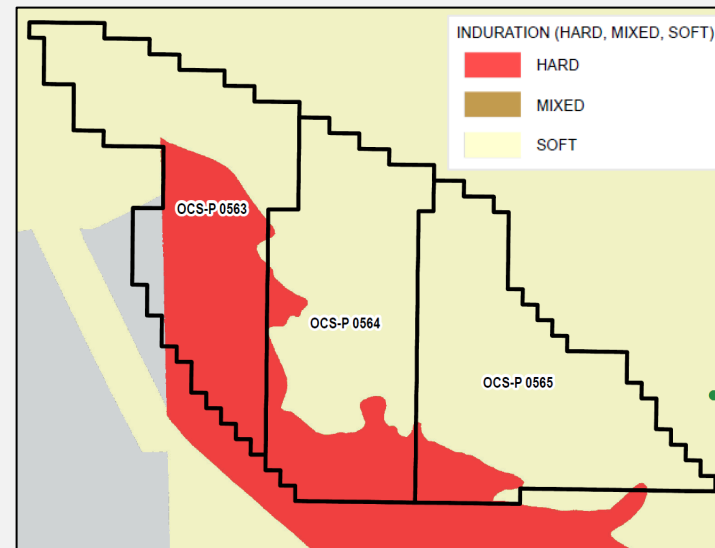 INDURATION (HARD, MIXED, SOFT)
HARD
MIXED
SOFT
OCS-P 0563
OCS-P 0564
OCS-P 0565